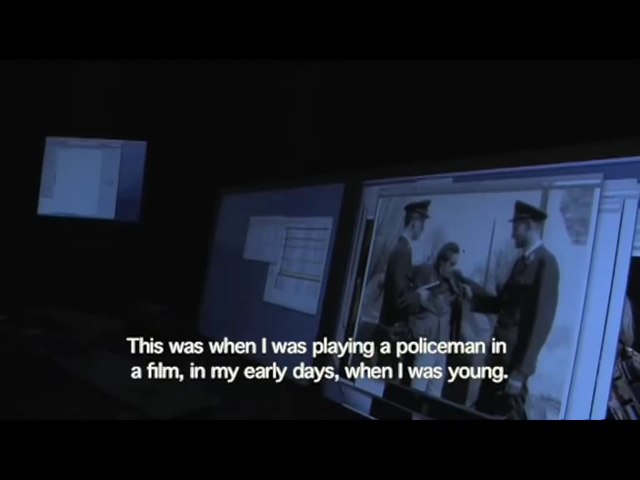 This was when I was playing a policeman in
a film, in my early days, when I was young.